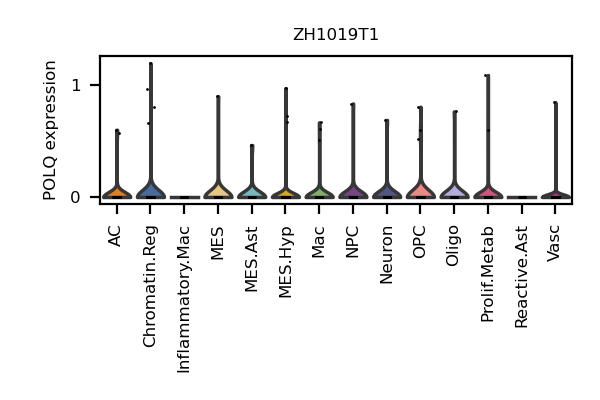 ZH1019T1
POLQ expression
1
0
AC
Chromatin.Reg
Inflammatory.Mac
MES
MES.Ast
MES.Hyp
Mac
NPC
Neuron
OPC
Oligo
Prolif.Metab
Reactive.Ast
Vasc